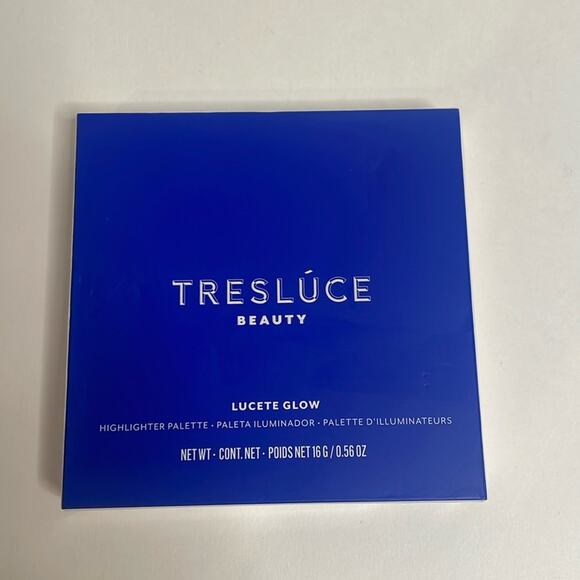 TRESLÚCE
BEAUTY
LUCETE GLOW
HIGHLIGHTER PALETTE • PALETA ILUMINADOR • PALETTE D'ILLUMINATEURS
NET WT • CONT. NET • POIDS NET 16 G / 0.56 OZ